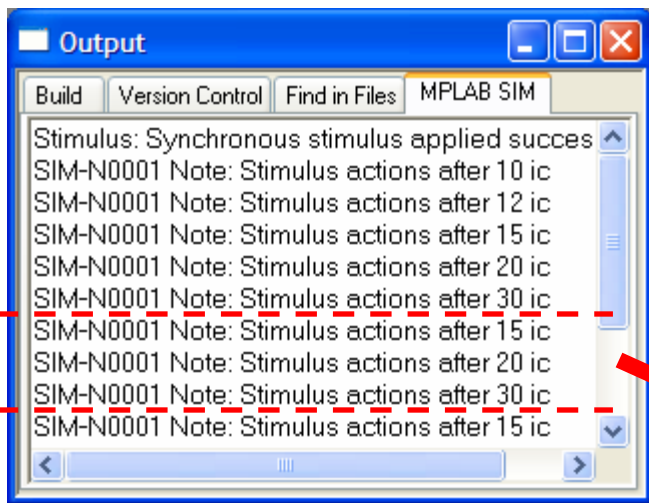 Output
Build Version Control Find in Files MPLAB SIM
Stimulus: Synchronous stimulus applied succes
SIM-N0001 Note: Stimulus actions after 10 ic
SIM-N0001 Note: Stimulus actions after 12 ic
SIM-N0001 Note: Stimulus actions after 15 ic
SIM-N0001 Note: Stimulus actions after 20 ic
SIM-N0001 Note: Stimulus actions after 30 ic
SIM-N0001 Note: Stimulus actions after 15 ic
SIM-N0001 Note: Stimulus actions after 20 ic
SIM-N0001 Note: Stimulus actions after 30 ic
SIM-N0001 Note: Stimulus actions after 15 ic